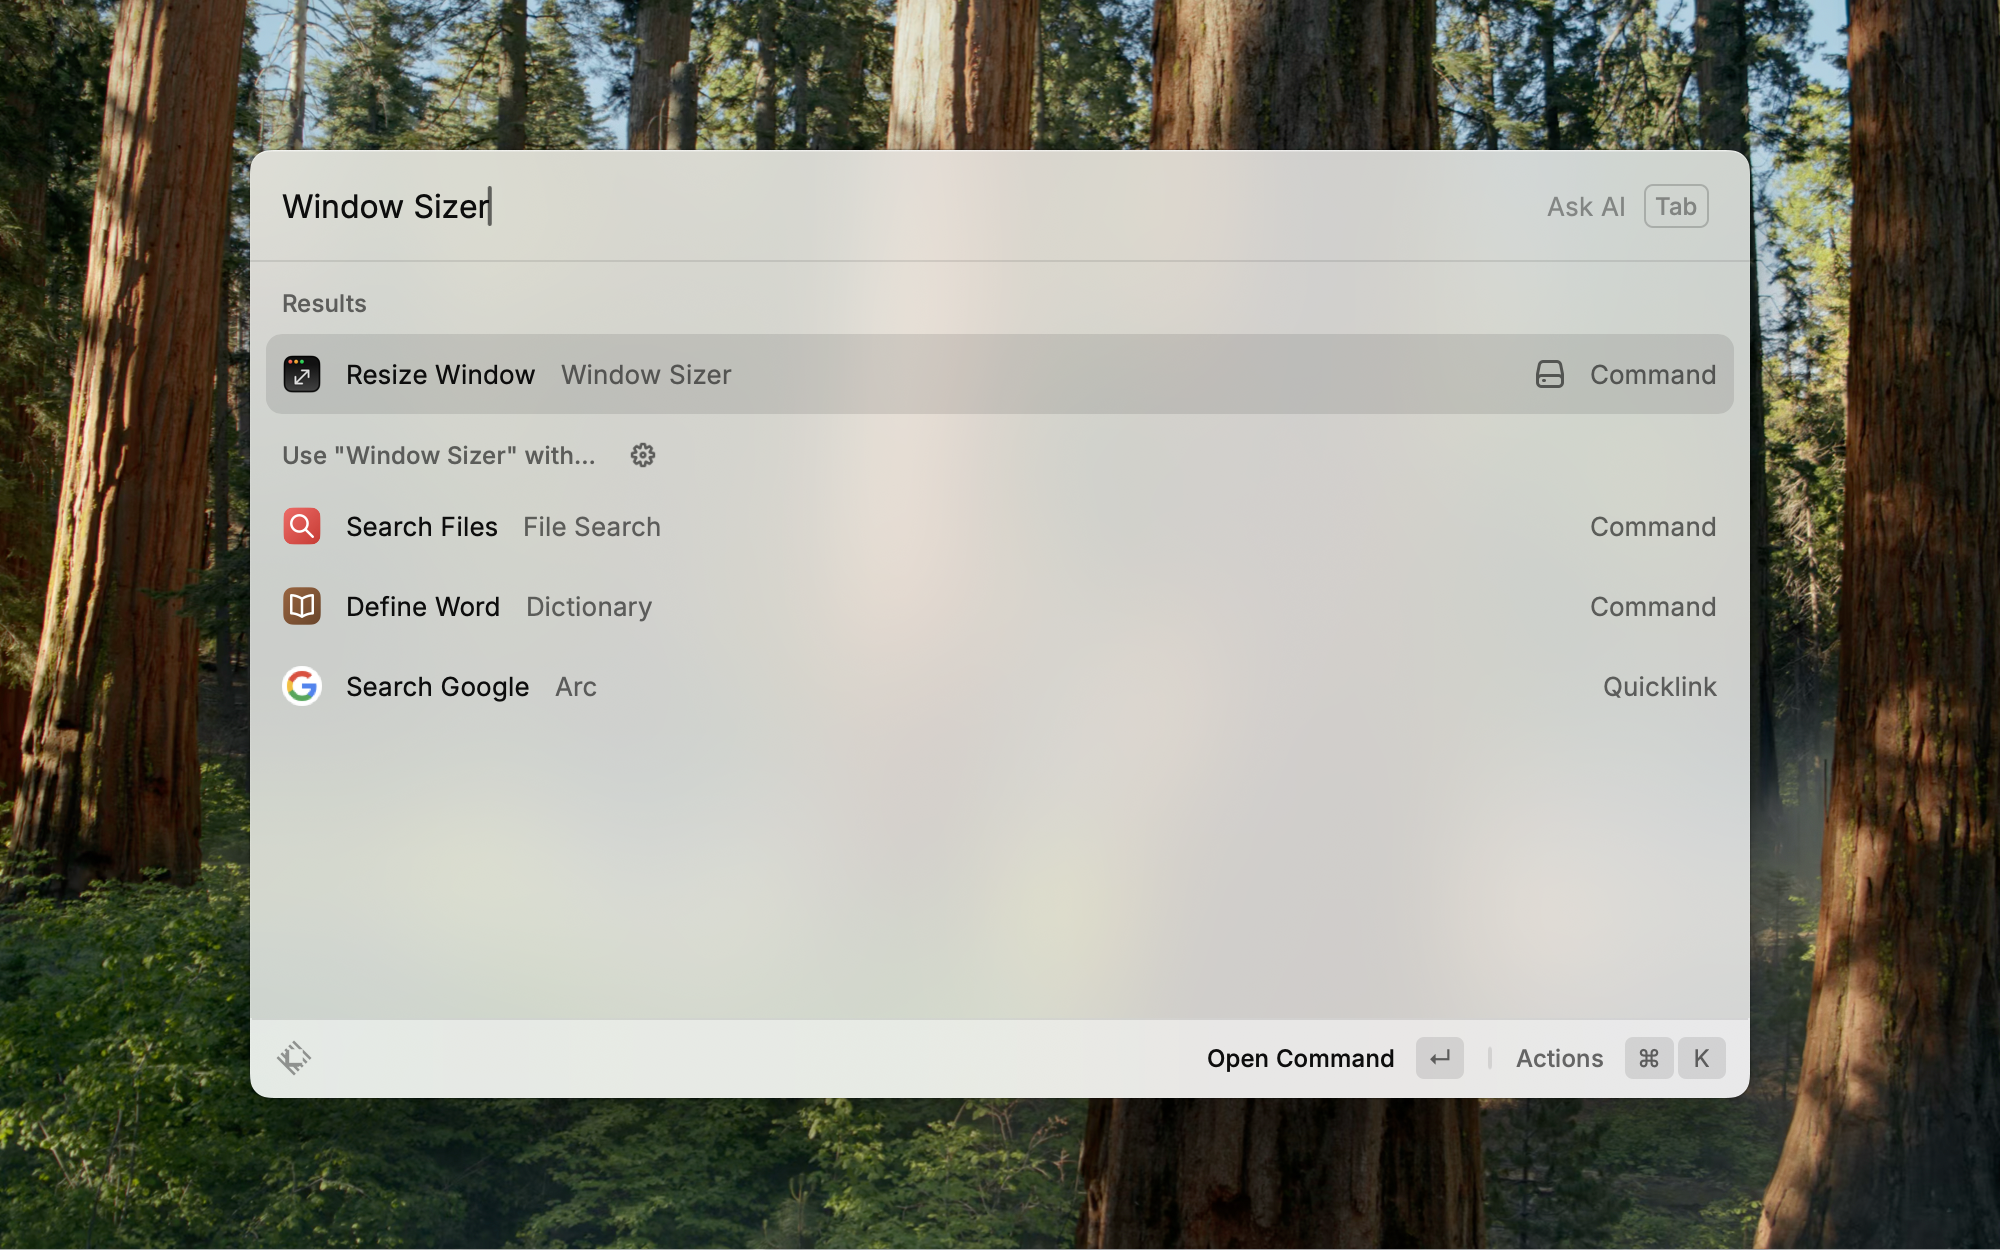 Window Sizer Ask AI Tab
Results
Resize Window Window Sizer Command
Use "Window Sizer" with...
Search Files File Search Command
Define Word Dictionary Command
Search Google Arc Quicklink
Open Command ↵ Actions ⌘ K